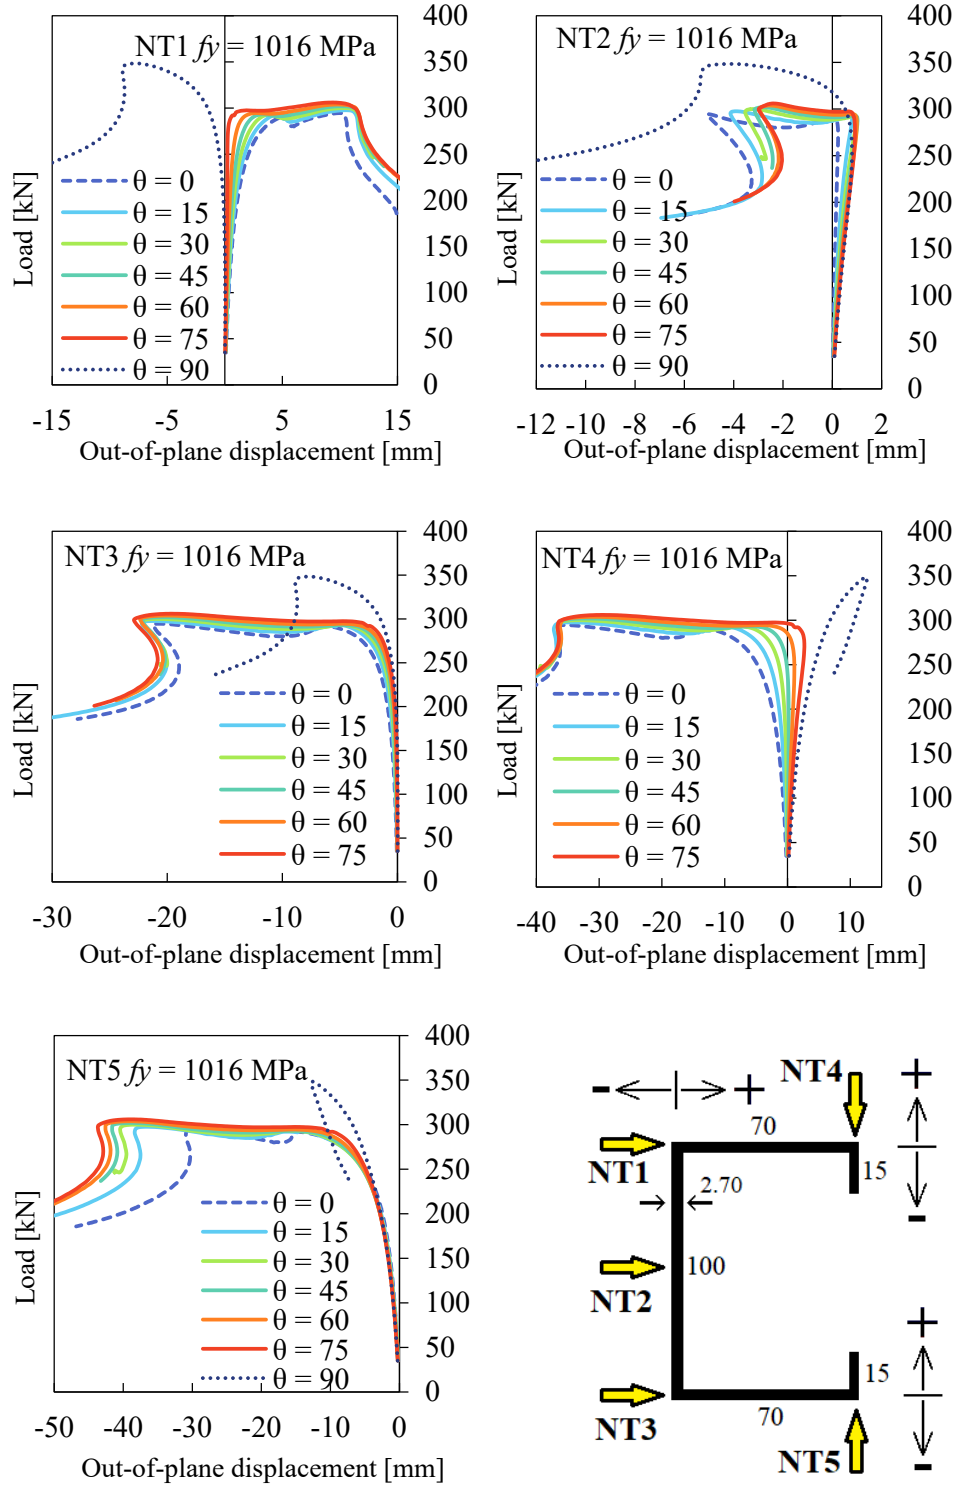 NT1 fy = 1016 MPa
Load [kN]
400
350
300
250
200
150
100
50
0
θ = 0
θ = 15
θ = 30
θ = 45
θ = 60
θ = 75
θ = 90
-15 -5 5 15
Out-of-plane displacement [mm]
NT2 fy = 1016 MPa
Load [kN]
400
350
300
250
200
150
100
50
0
θ = 0
θ = 15
θ = 30
θ = 45
θ = 60
θ = 75
θ = 90
-12 -10 -8 -6 -4 -2 0 2
Out-of-plane displacement [mm]
NT3 fy = 1016 MPa
Load [kN]
400
350
300
250
200
150
100
50
0
θ = 0
θ = 15
θ = 30
θ = 45
θ = 60
θ = 75
-30 -20 -10 0
Out-of-plane displacement [mm]
NT4 fy = 1016 MPa
Load [kN]
400
350
300
250
200
150
100
50
0
θ = 0
θ = 15
θ = 30
θ = 45
θ = 60
θ = 75
-40 -30 -20 -10 0 10
Out-of-plane displacement [mm]
NT5 fy = 1016 MPa
Load [kN]
400
350
300
250
200
150
100
50
0
θ = 0
θ = 15
θ = 30
θ = 45
θ = 60
θ = 75
θ = 90
-50 -40 -30 -20 -10 0
Out-of-plane displacement [mm]
NT4
- +
+
70
NT1
15
2.70
-
100
NT2
+
15
NT3
70
NT5
-